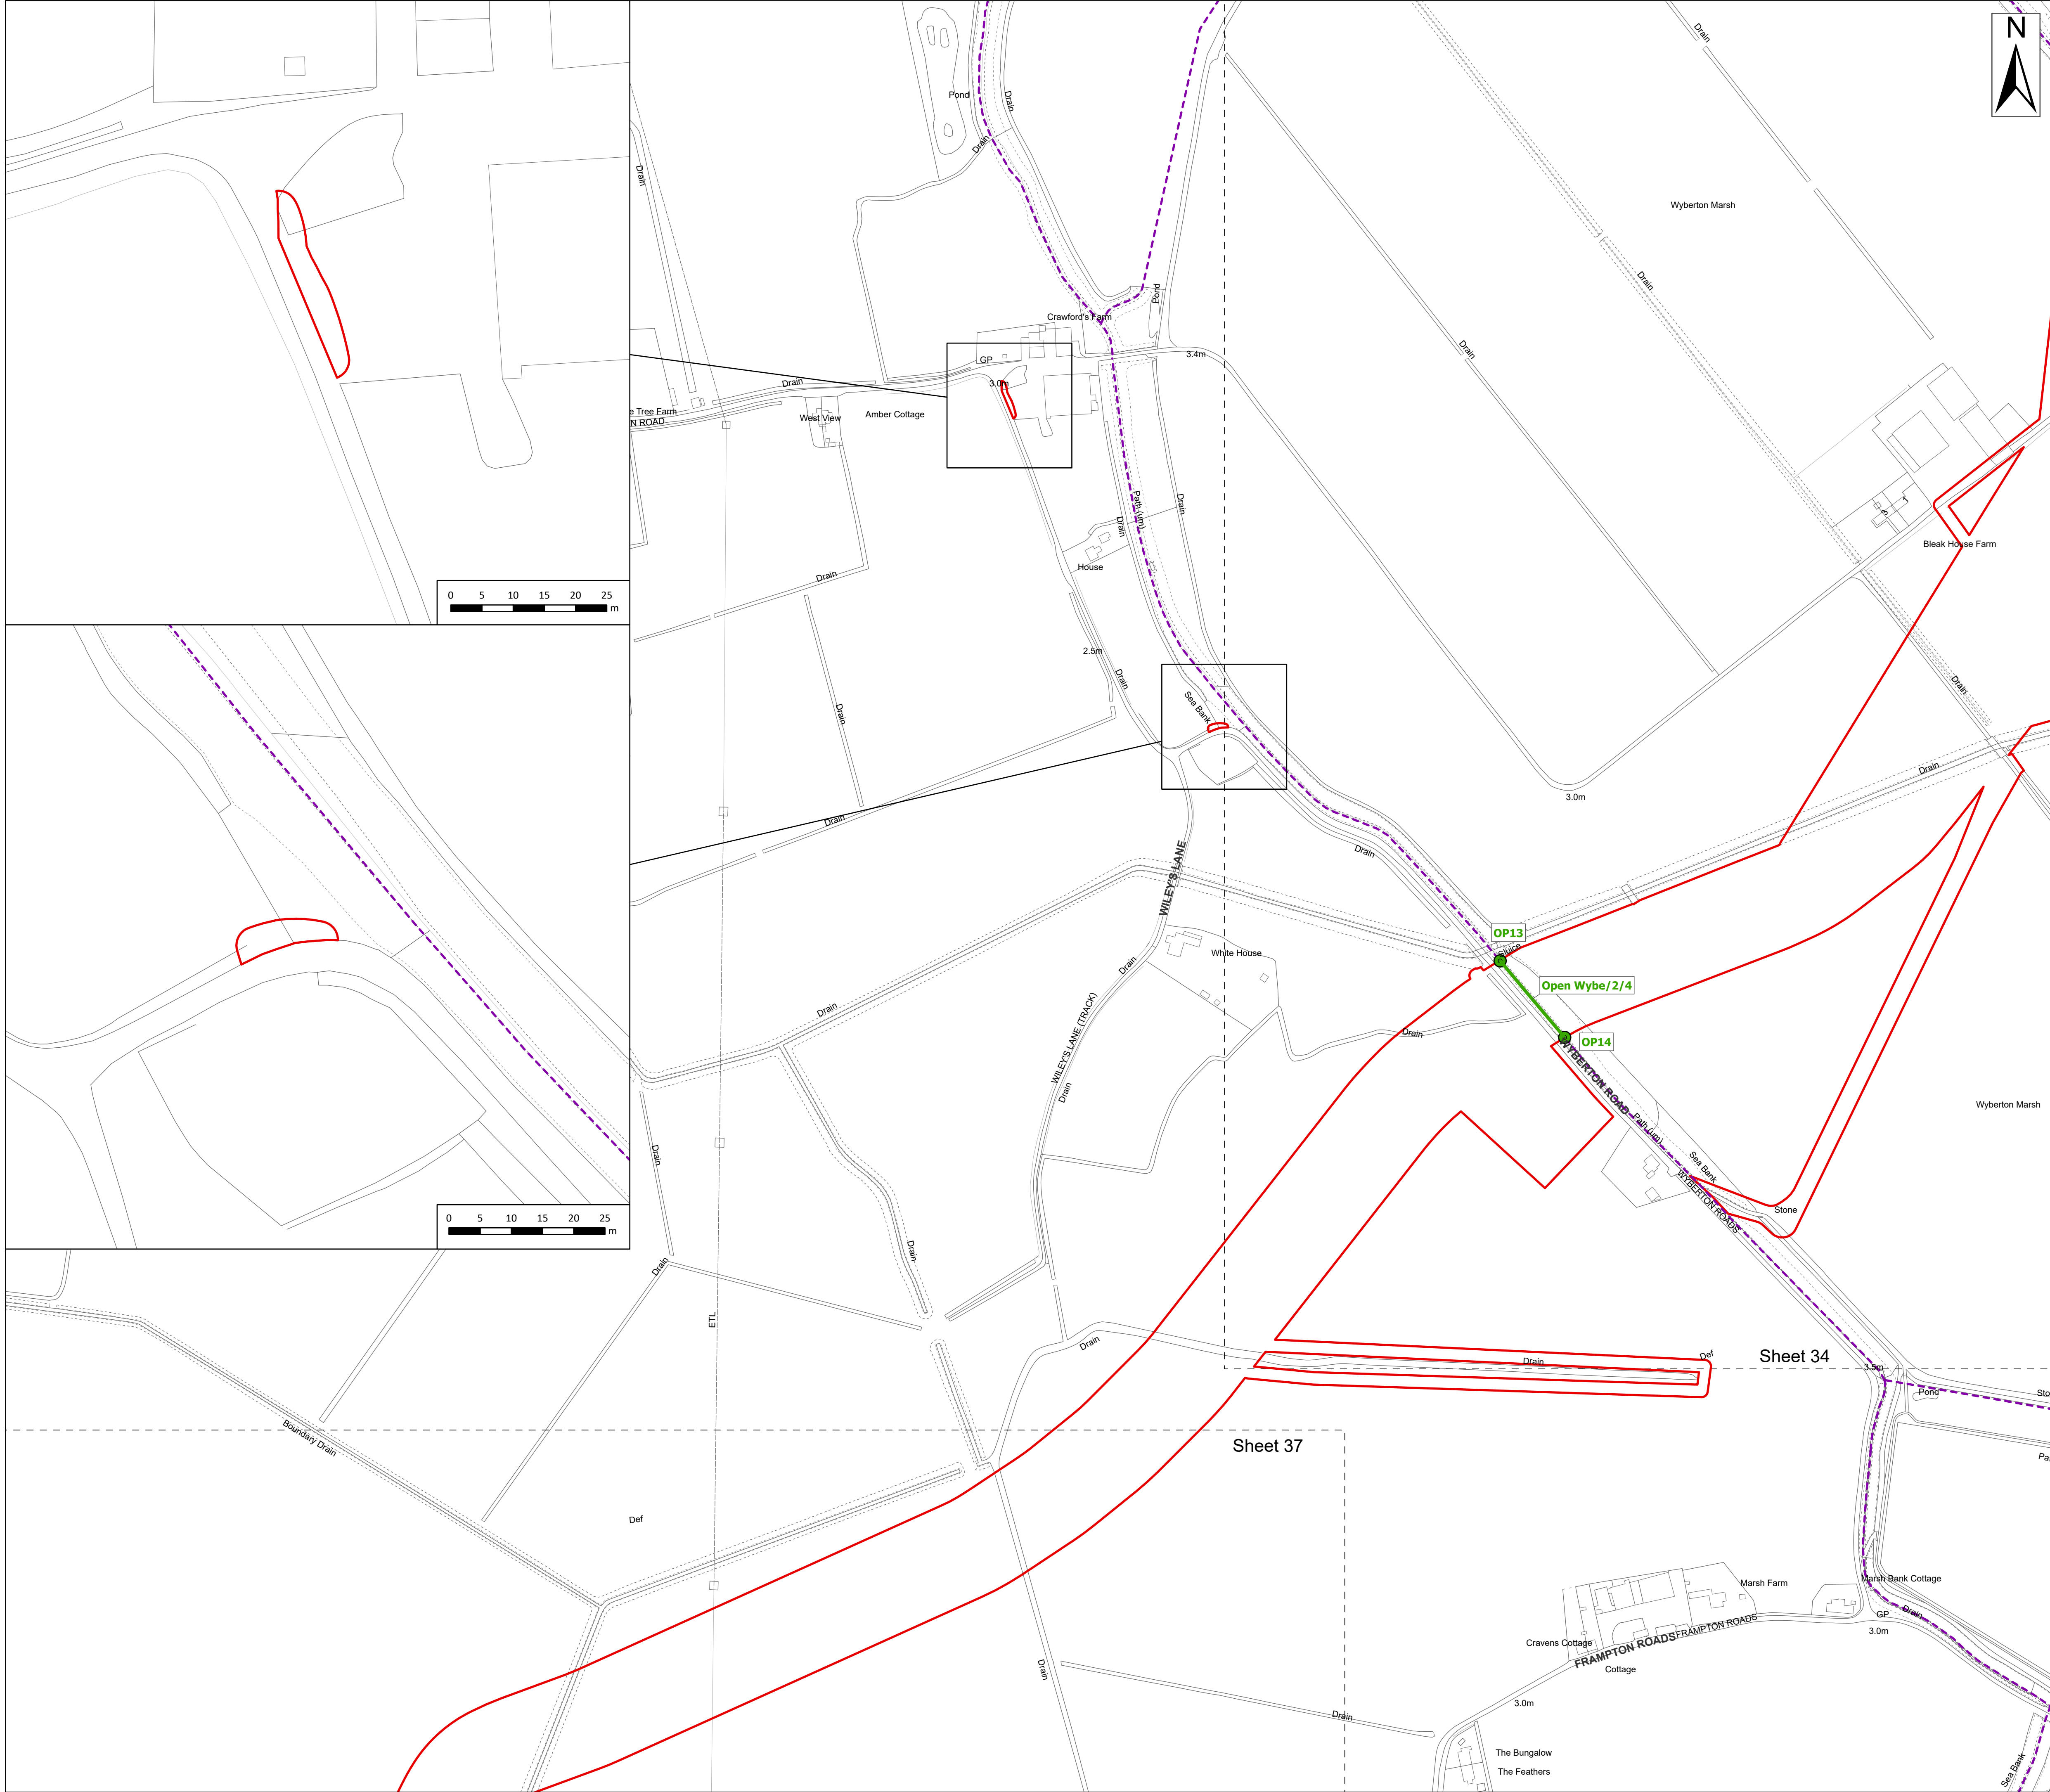 N
Drain
Pond
Drain
Drain
Drain
Wyberton Marsh
Drain
Pond
Crawford's Farm
GP
3.4m
Drain
3.0m
Drain
e Tree Farm
N ROAD
West View
Amber Cottage
Path (um)
Drain
Drain
1
3
Bleak House Farm
House
Drain
0 5 10 15 20 25
m
2.5m
Drain
Drain
Sea Bank
Drain
Drain
3.0m
Drain
Drain
WILEY'S LANE
OP13
Sluice
White House
Drain
Open Wybe/2/4
Drain
WILEY'S LANE (TRACK)
Drain
OP14
WYBERTON ROAD
Drain
Wyberton Marsh
Path (um)
Drain
Sea Bank
WYBERTON ROADS
Stone
0 5 10 15 20 25
m
Drain
Drain
ETL
Drain
Drain
Def
Sheet 34
3.5m
Pond
Sto
Boundary Drain
Sheet 37
Pa
Def
Marsh Farm
Marsh Bank Cottage
Drain
GP
3.0m
Cravens Cottage
FRAMPTON ROADS
FRAMPTON ROADS
Cottage
Drain
3.0m
Drain
The Bungalow
The Feathers
Sea Bank